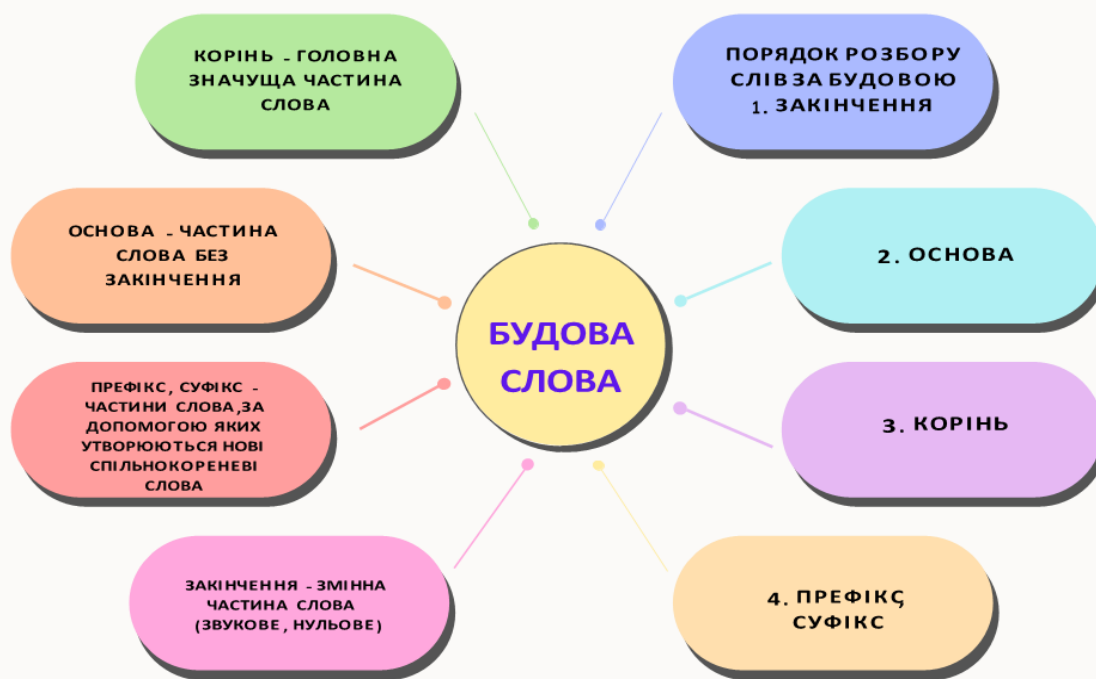 КОРІНЬ - ГОЛОВНА
ЗНАЧУЩА ЧАСТИНА
СЛОВА
ОСНОВА - ЧАСТИНА
СЛОВА БЕЗ
ЗАКІНЧЕННЯ
ПРЕФІКС, СУФІКС -
ЧАСТИНИ СЛОВА,ЗА
ДОПОМОГОЮ ЯКИХ
УТВОРЮЮТЬСЯ НОВІ
СПІЛЬНОКОРЕНЕВІ
СЛОВА
ЗАКІНЧЕННЯ - ЗМІННА
ЧАСТИНА СЛОВА
(ЗВУКОВЕ, НУЛЬОВЕ)
БУДОВА
СЛОВА
ПОРЯДОК РОЗБОРУ
СЛІВ ЗА БУДОВОЮ
1. ЗАКІНЧЕННЯ
2. ОСНОВА
3. КОРІНЬ
4. ПРЕФІКС,
СУФІКС